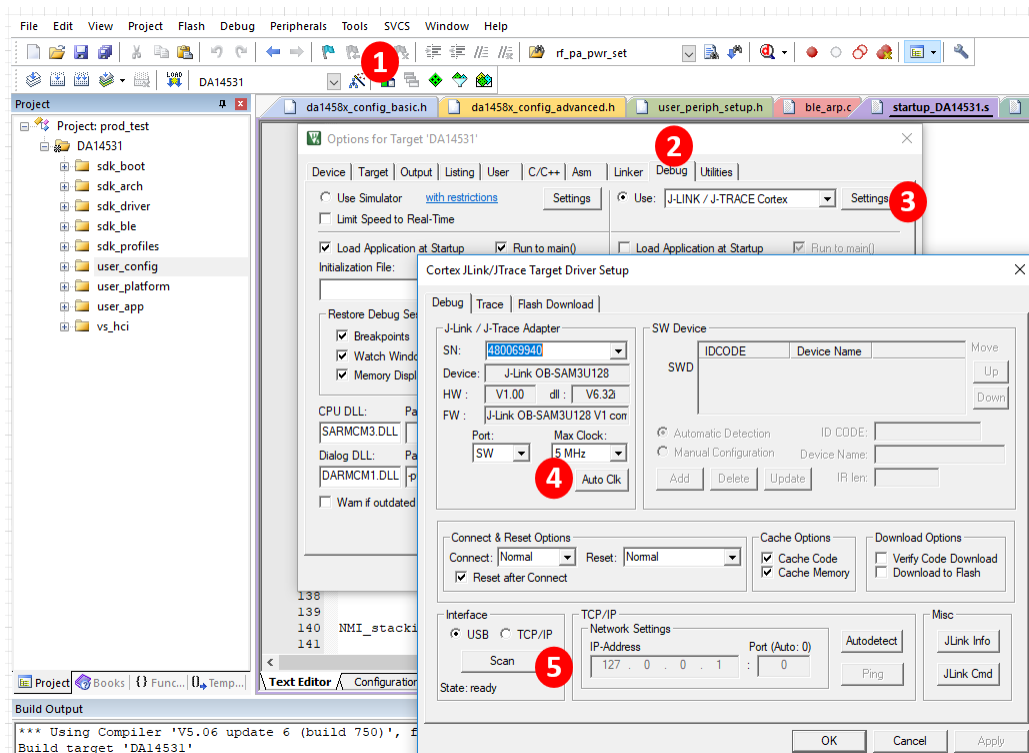 File Edit View Project Flash Debug Peripherals Tools SVCS Window Help
1
rf_pa_pwr_set
LOAD
DA14531
Project
da1458x_config_basic.h
da1458x_config_advanced.h
user_periph_setup.h
ble_arp.c
startup_DA14531.s
Project: prod_test
DA14531
sdk_boot
sdk_arch
sdk_driver
sdk_ble
sdk_profiles
user_config
user_platform
user_app
vs_hci
Options for Target 'DA14531'
2
Device Target Output Listing User C/C++ Asm Linker Debug Utilities
Use Simulator with restrictions Settings
Use: J-LINK / J-TRACE Cortex Settings
3
Limit Speed to Real-Time
Load Application at Startup Run to main()
Load Application at Startup Run to main()
Initialization File:
Restore Debug Se
Breakpoints
Watch Windo
Memory Displ
CPU DLL: Pa
SARMCM3.DLL
Dialog DLL: Pa
DARMCM1.DLL -p
Warn if outdated
Cortex JLink/JTrace Target Driver Setup
Debug Trace Flash Download
J-Link / J-Trace Adapter
SN: 480069940
Device: J-Link OB-SAM3U128
HW : V1.00 dll : V6.32i
FW : J-Link OB-SAM3U128 V1 com
Port: Max Clock:
SW 5 MHz
4
Auto Clk
SW Device
IDCODE Device Name
SWD
Move
Up
Down
Automatic Detection ID CODE:
Manual Configuration Device Name:
Add Delete Update IR len:
Connect & Reset Options
Connect: Normal Reset: Normal
Reset after Connect
Cache Options
Cache Code
Cache Memory
Download Options
Verify Code Download
Download to Flash
Interface
USB TCP/IP
Scan
5
State: ready
TCP/IP
Network Settings
IP-Address Port (Auto: 0)
127 . 0 . 0 . 1 : 0
Autodetect
Ping
Misc
JLink Info
JLink Cmd
OK Cancel Apply
138
139
140 NMI_stacki
141
Project Books {} Func... Temp...
Text Editor Configuration
Build Output
*** Using Compiler 'V5.06 update 6 (build 750)', f
Build target 'DA14531'